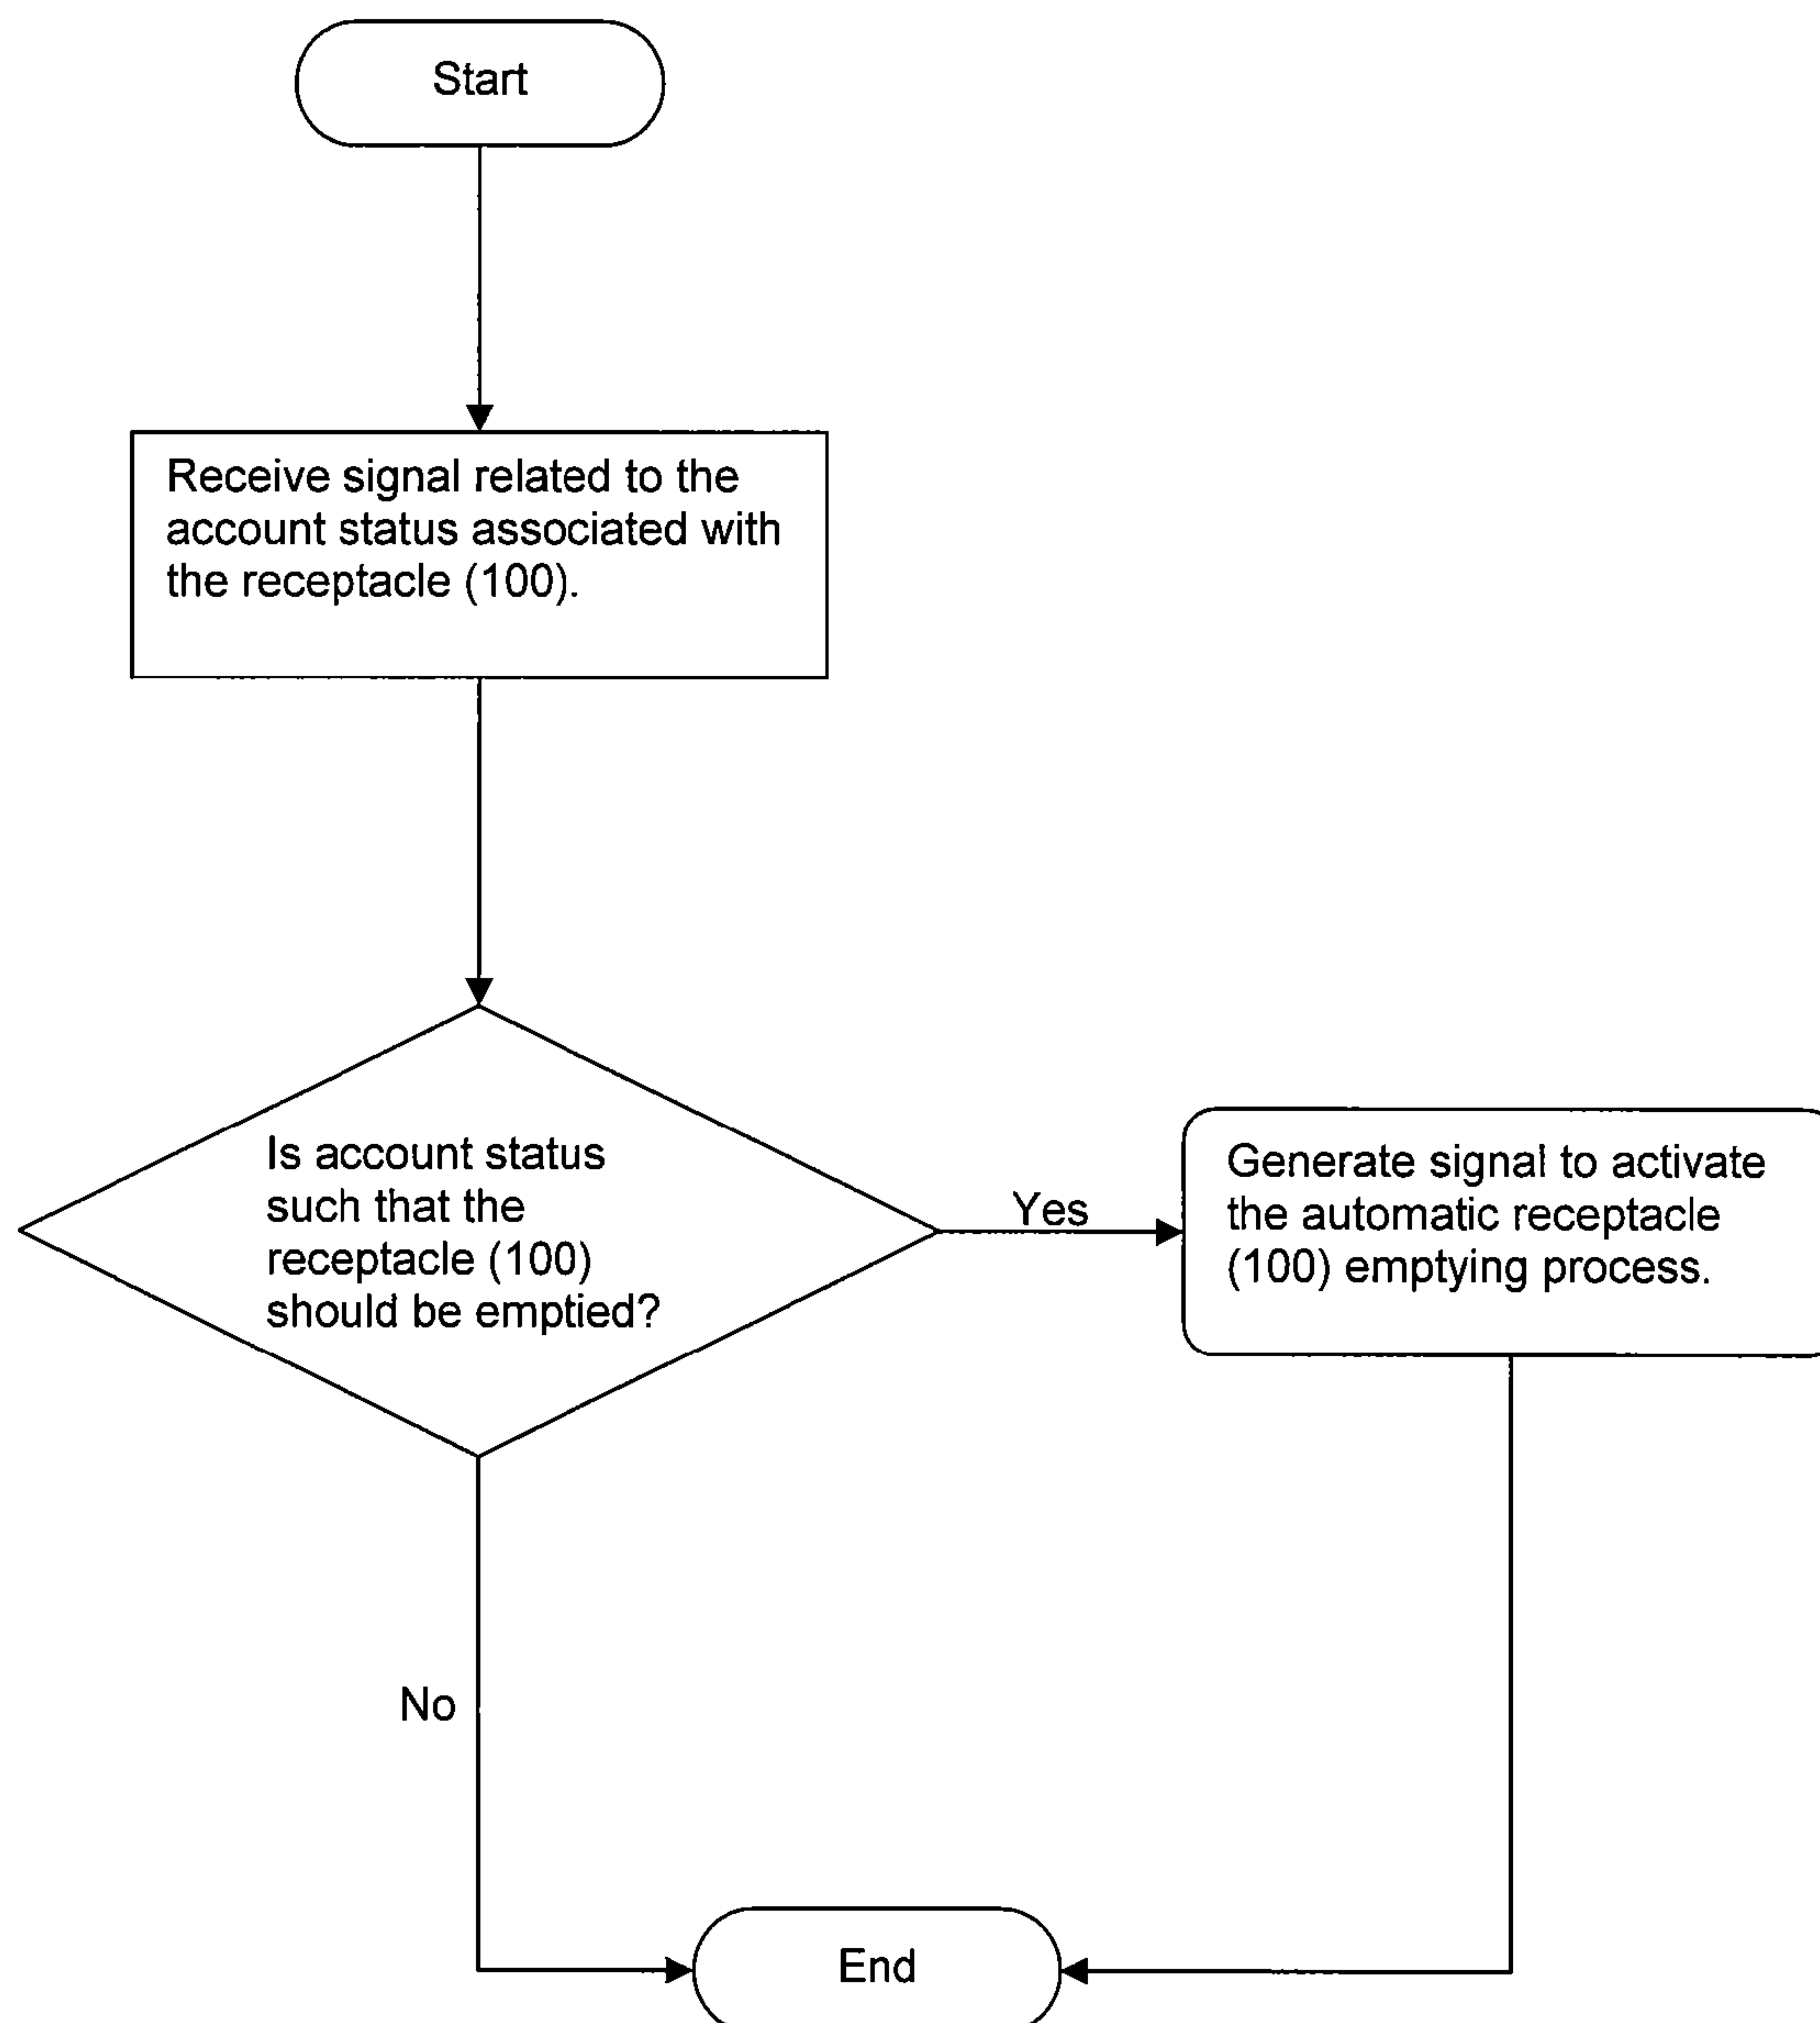 Start
Receive signal related to the
account status associated with
the receptacle (100).
Is account status
such that the
receptacle (100)
should be emptied?
Yes
Generate signal to activate
the automatic receptacle
(100) emptying process.
No
End